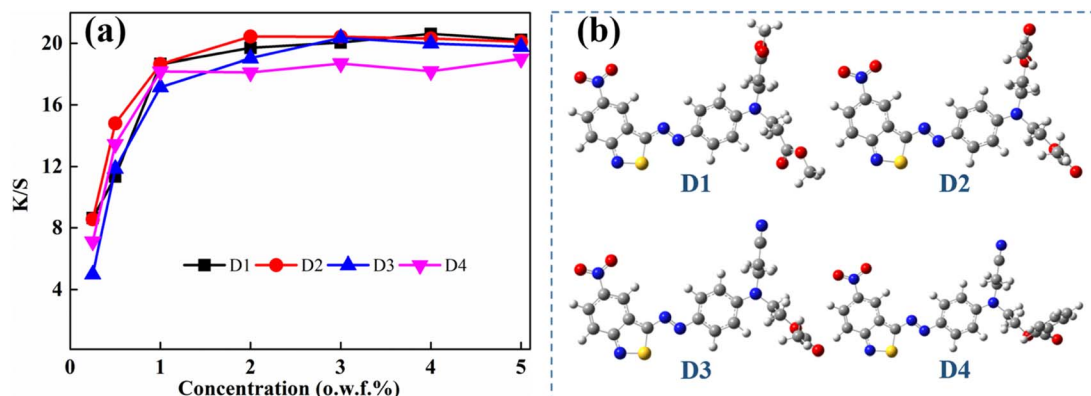 (a)
20
16
12
8
4
K/S
D1 D2 D3 D4
0 1 2 3 4 5
Concentration (o.w.f.%)
(b)
D1 D2
D3 D4